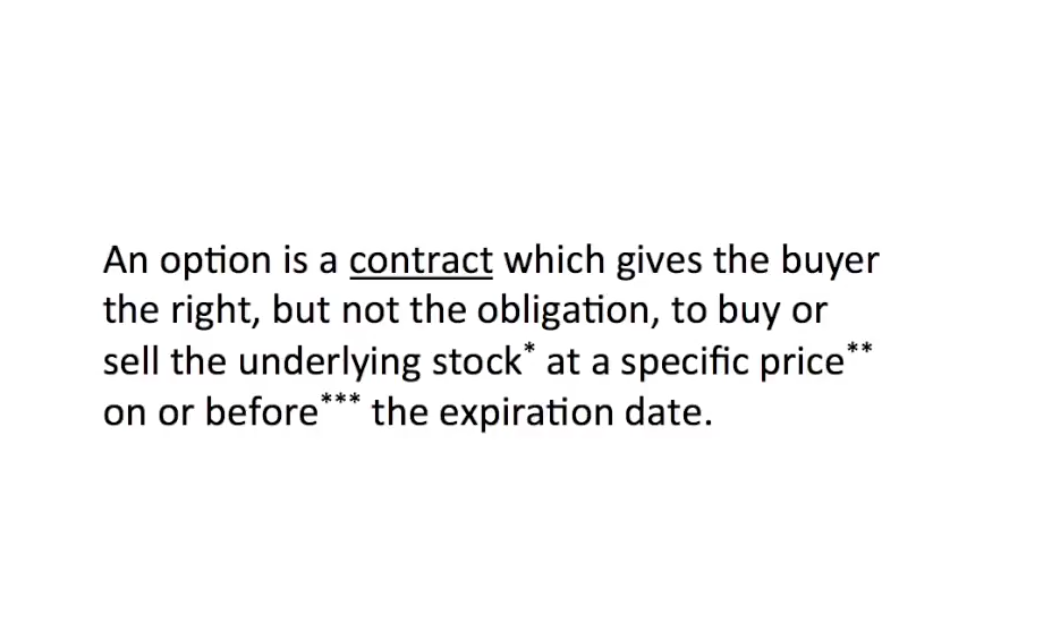 An option is a contract which gives the buyer
the right, but not the obligation, to buy or
sell the underlying stock* at a specific price**
on or before*** the expiration date.